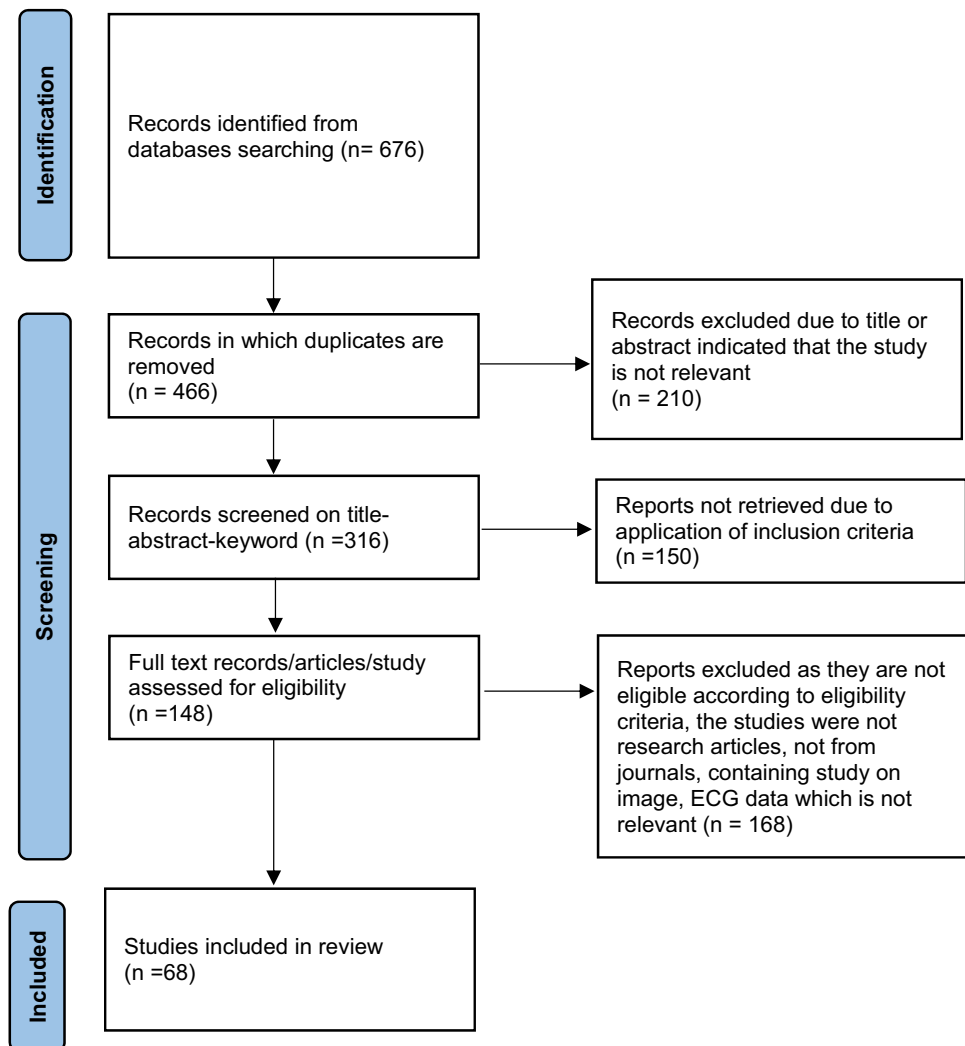 Identification
Records identified from
databases searching (n= 676)
Screening
Records in which duplicates are
removed
(n = 466)
Records excluded due to title or
abstract indicated that the study
is not relevant
(n = 210)
Records screened on title-
abstract-keyword (n =316)
Reports not retrieved due to
application of inclusion criteria
(n =150)
Full text records/articles/study
assessed for eligibility
(n =148)
Reports excluded as they are not
eligible according to eligibility
criteria, the studies were not
research articles, not from
journals, containing study on
image, ECG data which is not
relevant (n = 168)
Included
Studies included in review
(n =68)